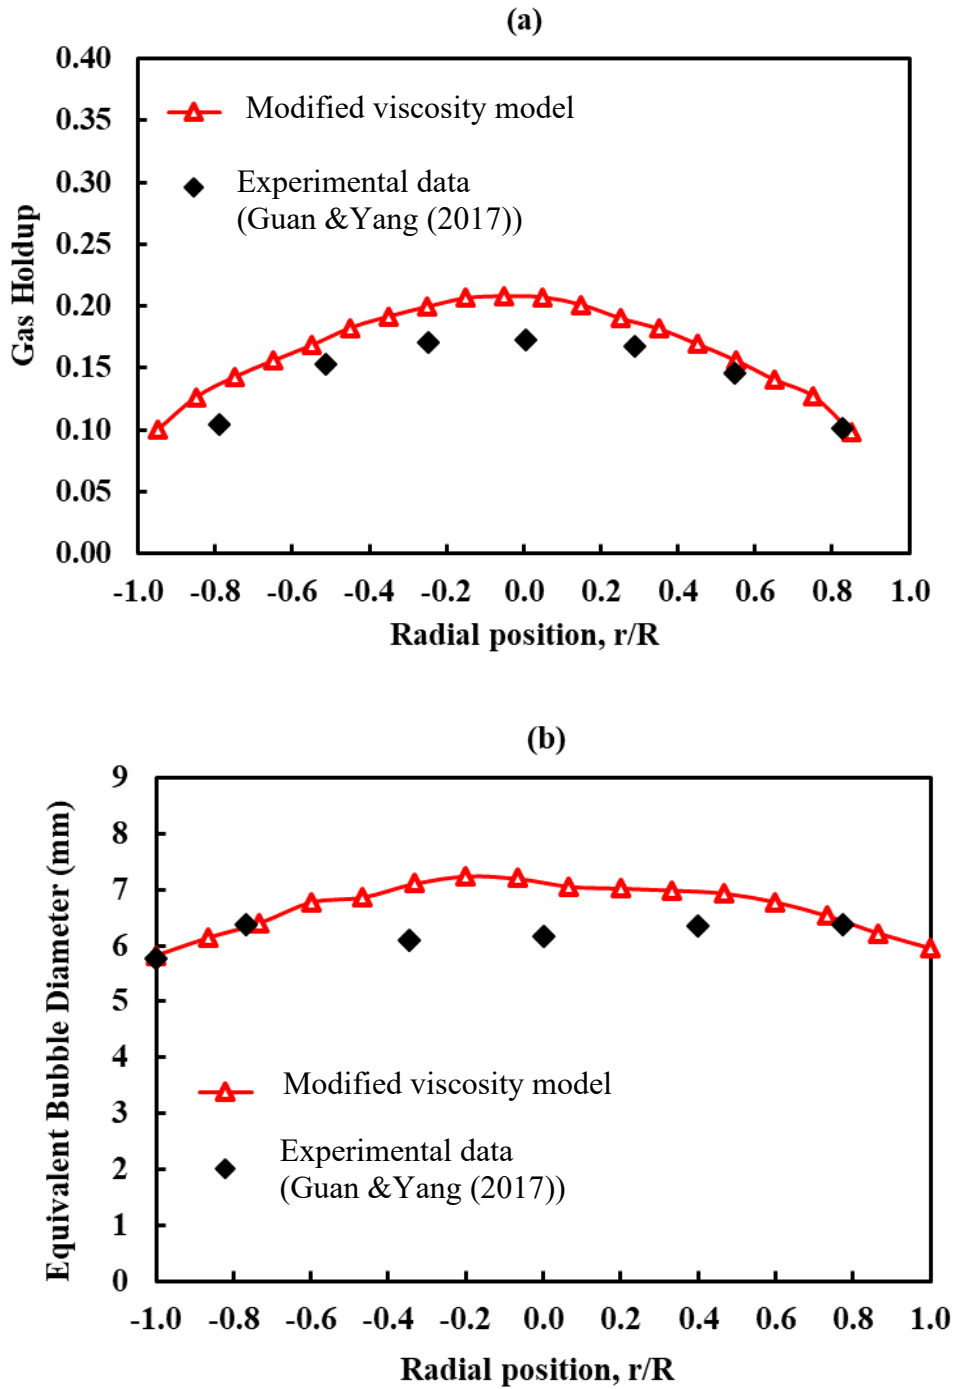 (a)
0.40
0.35
0.30
0.25
0.20
0.15
0.10
0.05
0.00
Gas Holdup
Modified viscosity model
Experimental data
(Guan &Yang (2017))
-1.0 -0.8 -0.6 -0.4 -0.2 0.0 0.2 0.4 0.6 0.8 1.0
Radial position, r/R
(b)
9
8
7
6
5
4
3
2
1
0
Equivalent Bubble Diameter (mm)
Modified viscosity model
Experimental data
(Guan &Yang (2017))
-1.0 -0.8 -0.6 -0.4 -0.2 0.0 0.2 0.4 0.6 0.8 1.0
Radial position, r/R